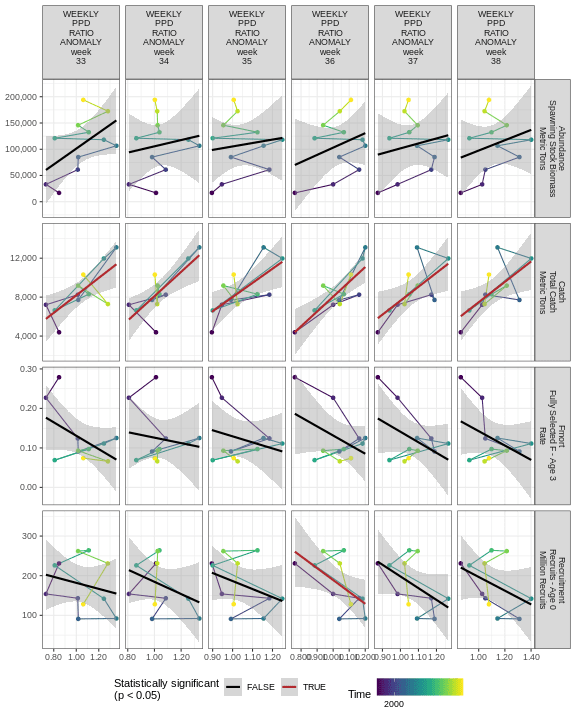 WEEKLY
PPD
RATIO
ANOMALY
week
33
WEEKLY
PPD
RATIO
ANOMALY
week
34
WEEKLY
PPD
RATIO
ANOMALY
week
35
WEEKLY
PPD
RATIO
ANOMALY
week
36
WEEKLY
PPD
RATIO
ANOMALY
week
37
WEEKLY
PPD
RATIO
ANOMALY
week
38
200,000
150,000
100,000
50,000
0
Abundance
Spawning Stock Biomass
Metric Tons
12,000
8,000
4,000
Catch
Total Catch
Metric Tons
0.30
0.20
0.10
0.00
Fmort
Fully Selected F - Age 3
Rate
300
200
100
Recruitment
Recruits - Age 0
Million Recruits
0.80 1.00 1.20
0.80 1.00 1.20
0.90 1.00 1.10 1.20
0.80 0.90 1.00 1.10 1.20
0.90 1.00 1.10 1.20
1.00 1.20 1.40
Statistically significant
(p < 0.05)
FALSE
TRUE
Time
2000